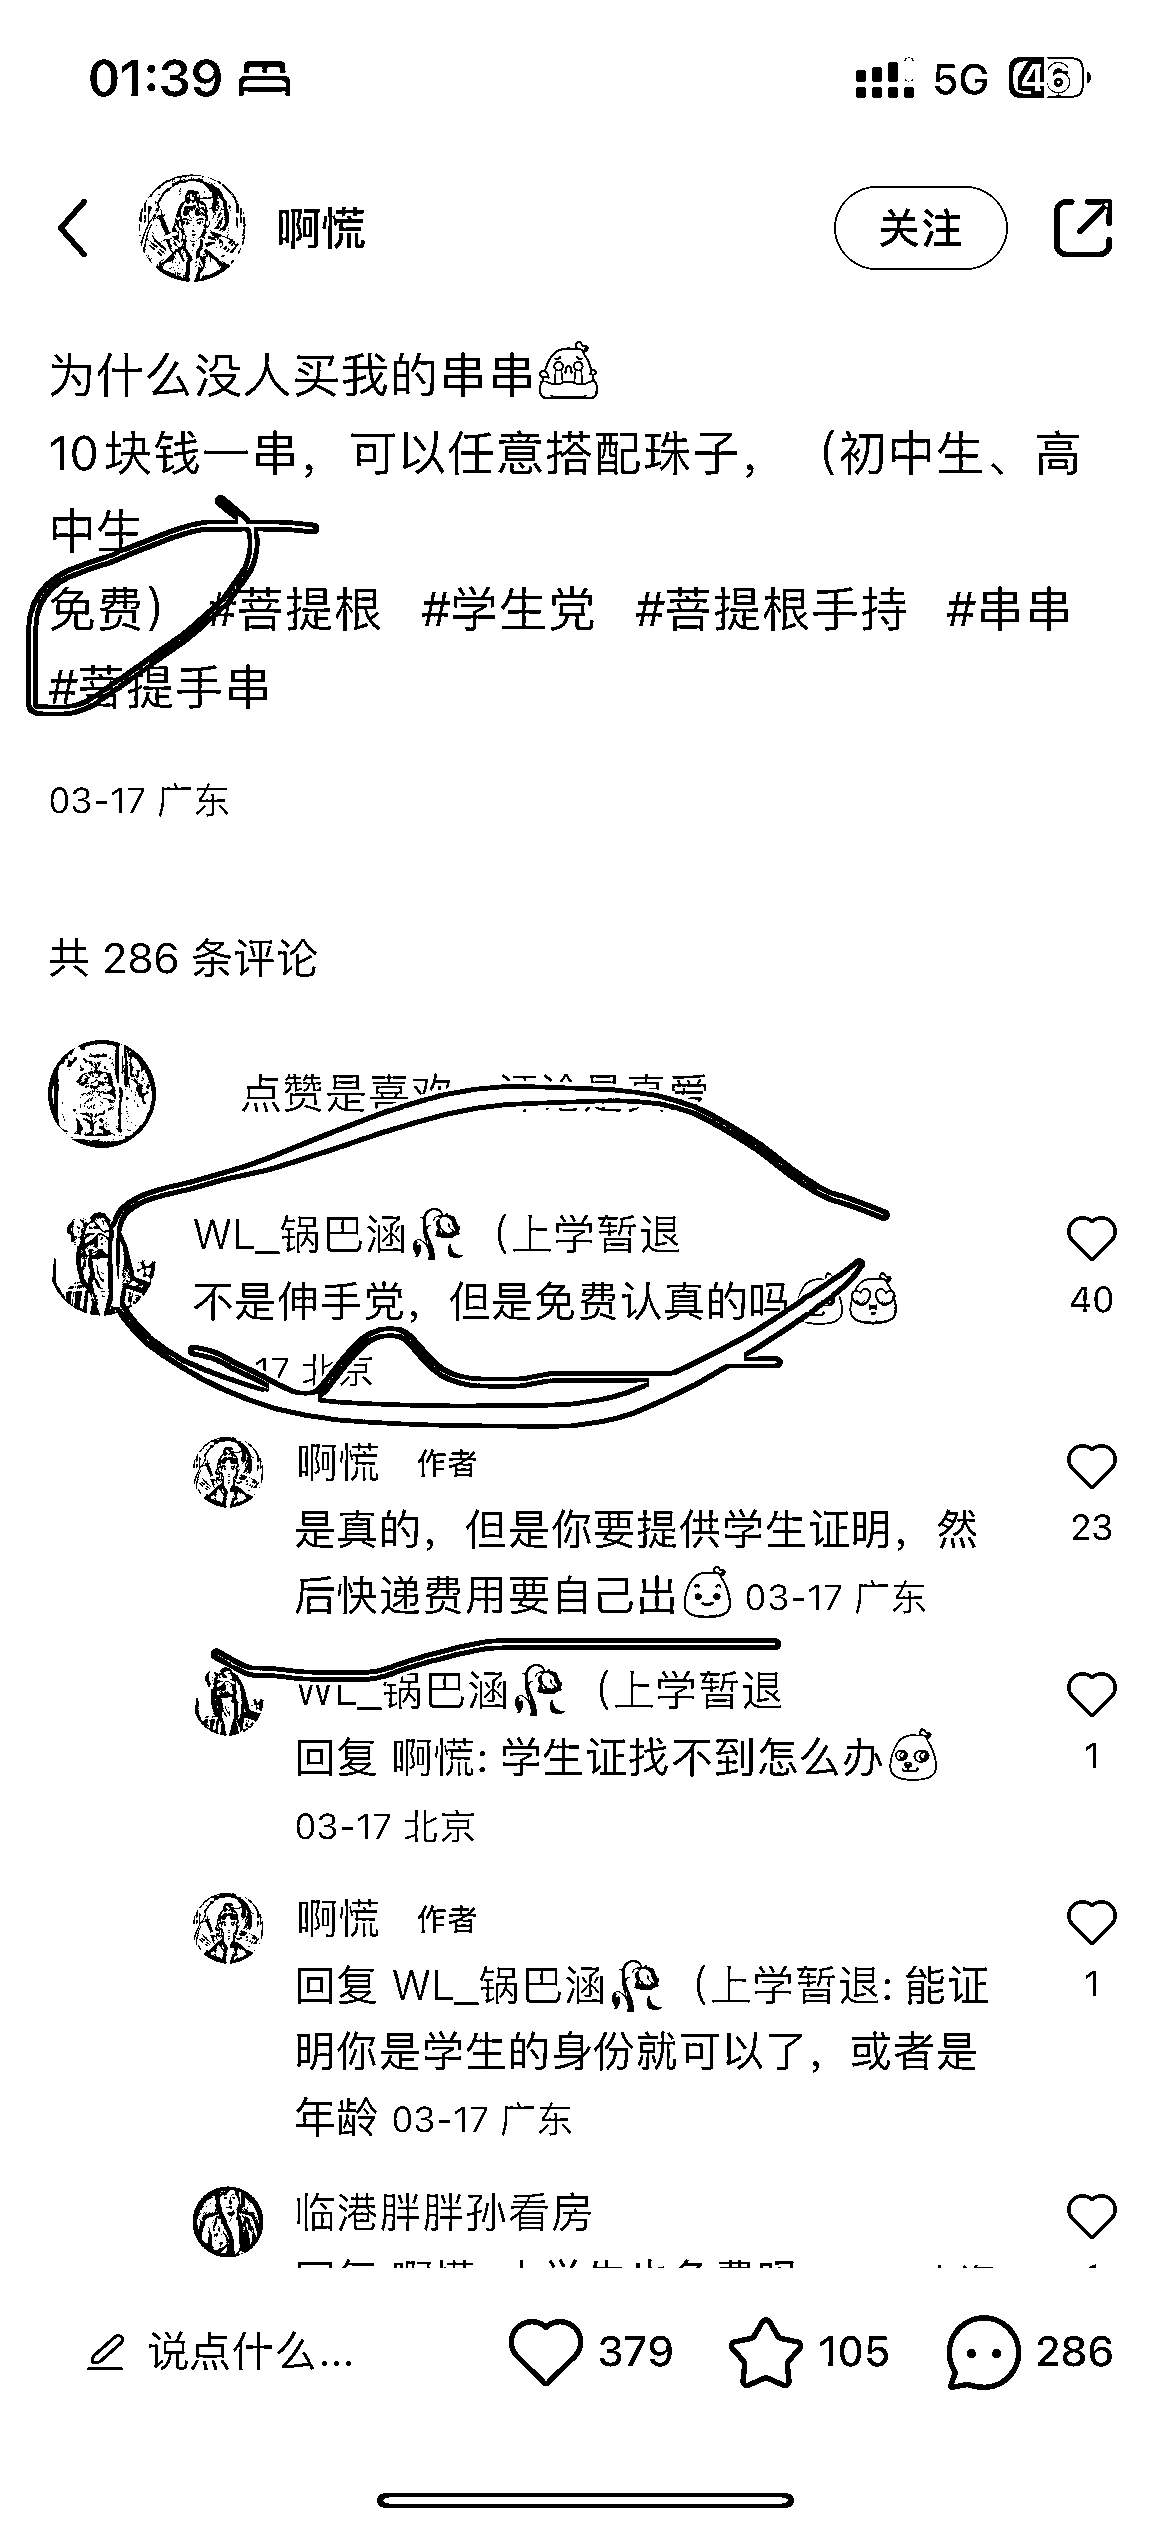 01:39 5G 46
啊慌 关注
为什么没人买我的串串
10块钱一串，可以任意搭配珠子，（初中生、高
中生
免费） #菩提根 #学生党 #菩提根手持 #串串
#菩提手串
03-17 广东
共 286 条评论
点赞是喜欢，评论是真爱
WL_锅巴涵（上学暂退
不是伸手党，但是免费认真的吗
40
17 北京
啊慌 作者
是真的，但是你要提供学生证明，然
23
后快递费用要自己出 03-17 广东
WL_锅巴涵（上学暂退
回复 啊慌: 学生证找不到怎么办
1
03-17 北京
啊慌 作者
回复 WL_锅巴涵（上学暂退: 能证
1
明你是学生的身份就可以了，或者是
年龄 03-17 广东
临港胖胖孙看房
说点什么... 379 105 286